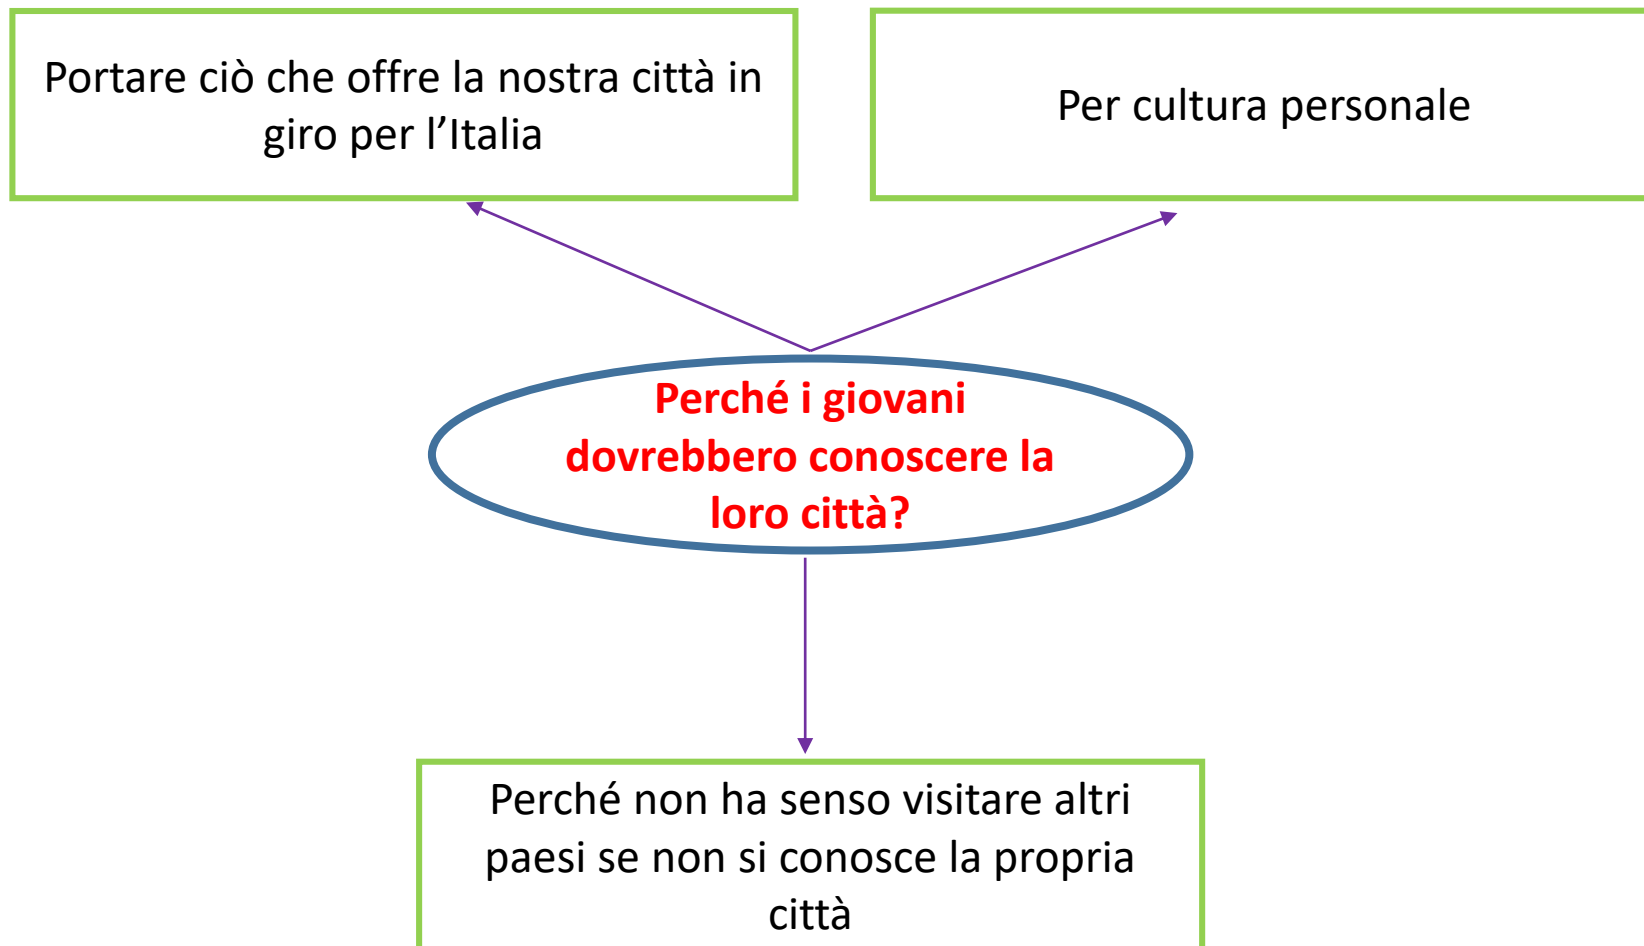 Portare ciò che offre la nostra città in
giro per l’Italia
Per cultura personale
Perché i giovani
dovrebbero conoscere la
loro città?
Perché non ha senso visitare altri
paesi se non si conosce la propria
città